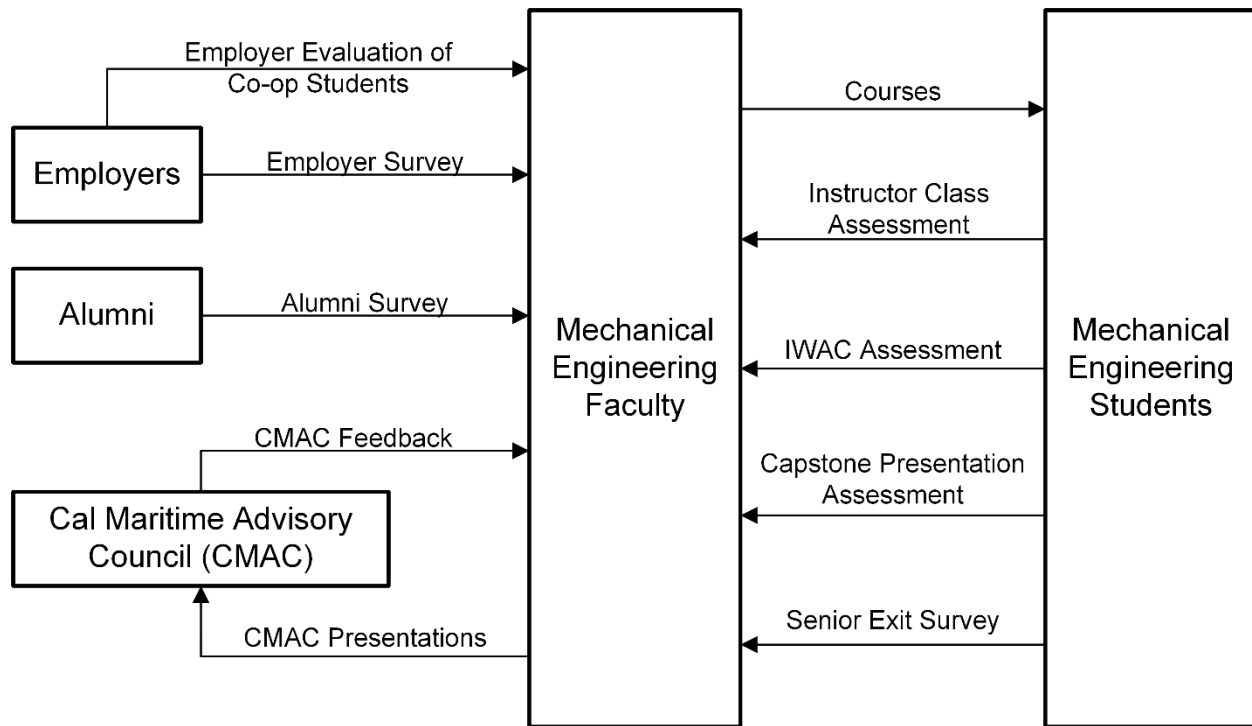 Employer Evaluation of
Co-op Students
Employers
Employer Survey
Alumni
Alumni Survey
CMAC Feedback
Cal Maritime Advisory
Council (CMAC)
CMAC Presentations
Mechanical
Engineering
Faculty
Courses
Instructor Class
Assessment
IWAC Assessment
Capstone Presentation
Assessment
Senior Exit Survey
Mechanical
Engineering
Students